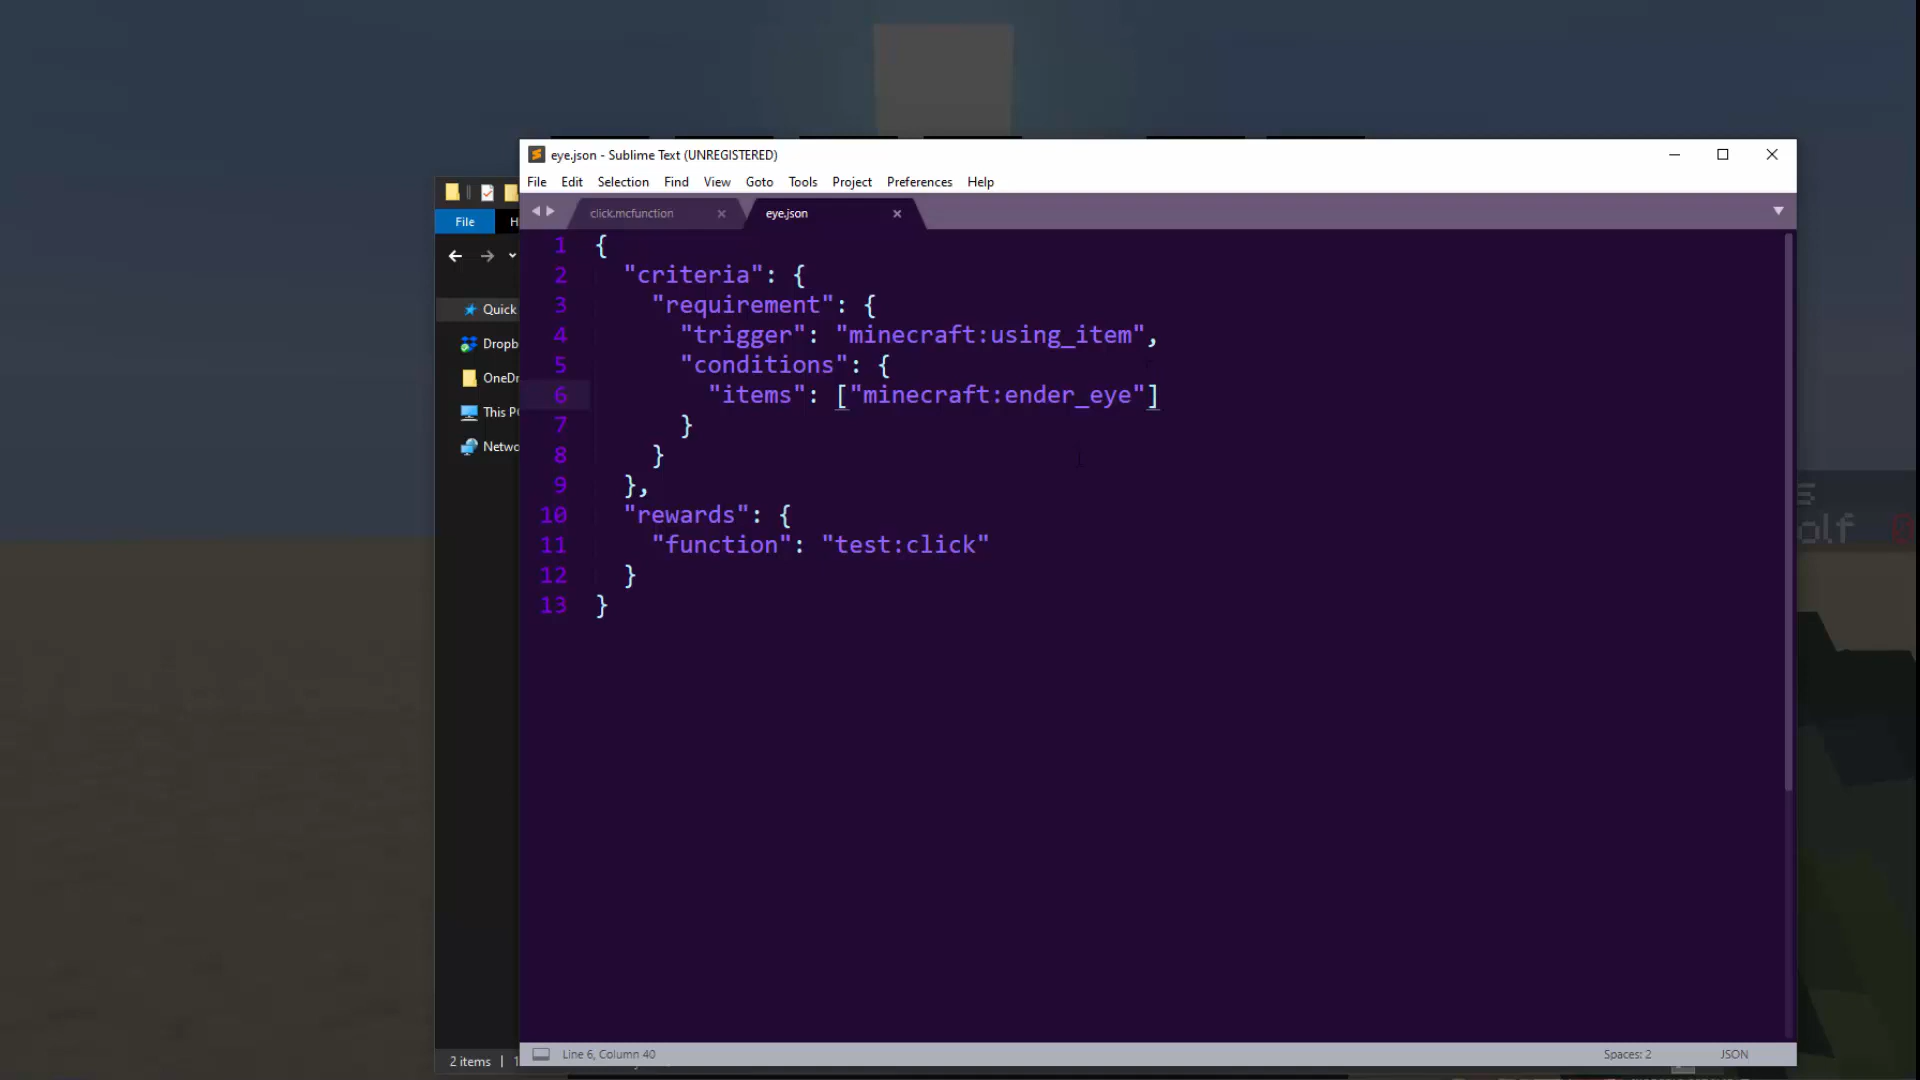 eye.json - Sublime Text (UNREGISTERED)
File Edit Selection Find View Goto Tools Project Preferences Help
click.mcfunction eye.json
1 {
2 "criteria": {
3 "requirement": {
4 "trigger": "minecraft:using_item",
5 "conditions": {
6 "items": ["minecraft:ender_eye"]
7 }
8 }
9 },
10 "rewards": {
11 "function": "test:click"
12 }
13 }
Line 6, Column 40 Spaces: 2 JSON
File H
Quick
Dropb
OneDr
This P
Netwo
2 items
olf